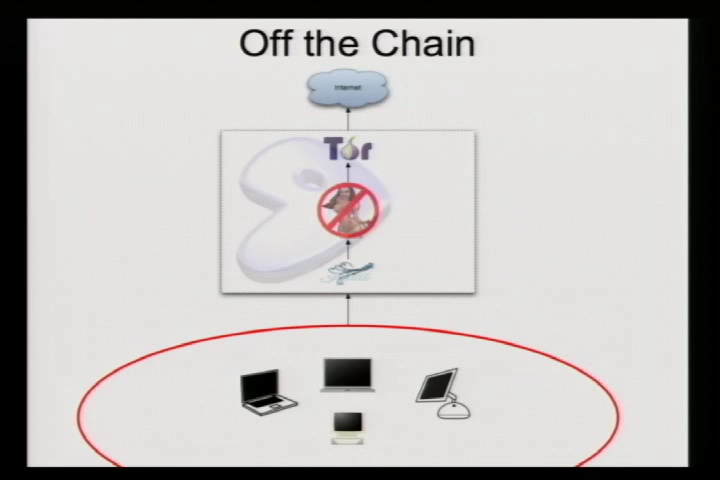 Off the Chain
Internet
Tor